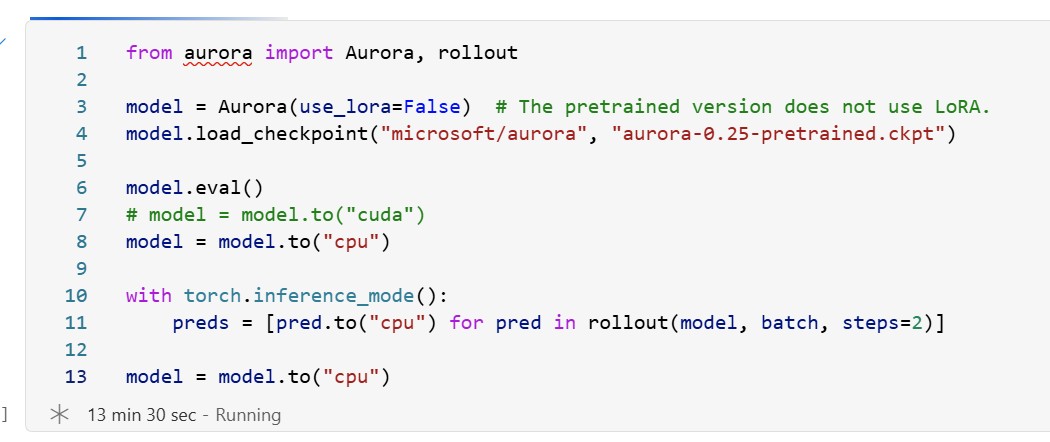 1 from aurora import Aurora, rollout
2
3 model = Aurora(use_lora=False)  # The pretrained version does not use LoRA.
4 model.load_checkpoint("microsoft/aurora", "aurora-0.25-pretrained.ckpt")
5
6 model.eval()
7 # model = model.to("cuda")
8 model = model.to("cpu")
9
10 with torch.inference_mode():
11     preds = [pred.to("cpu") for pred in rollout(model, batch, steps=2)]
12
13 model = model.to("cpu")
] 13 min 30 sec - Running